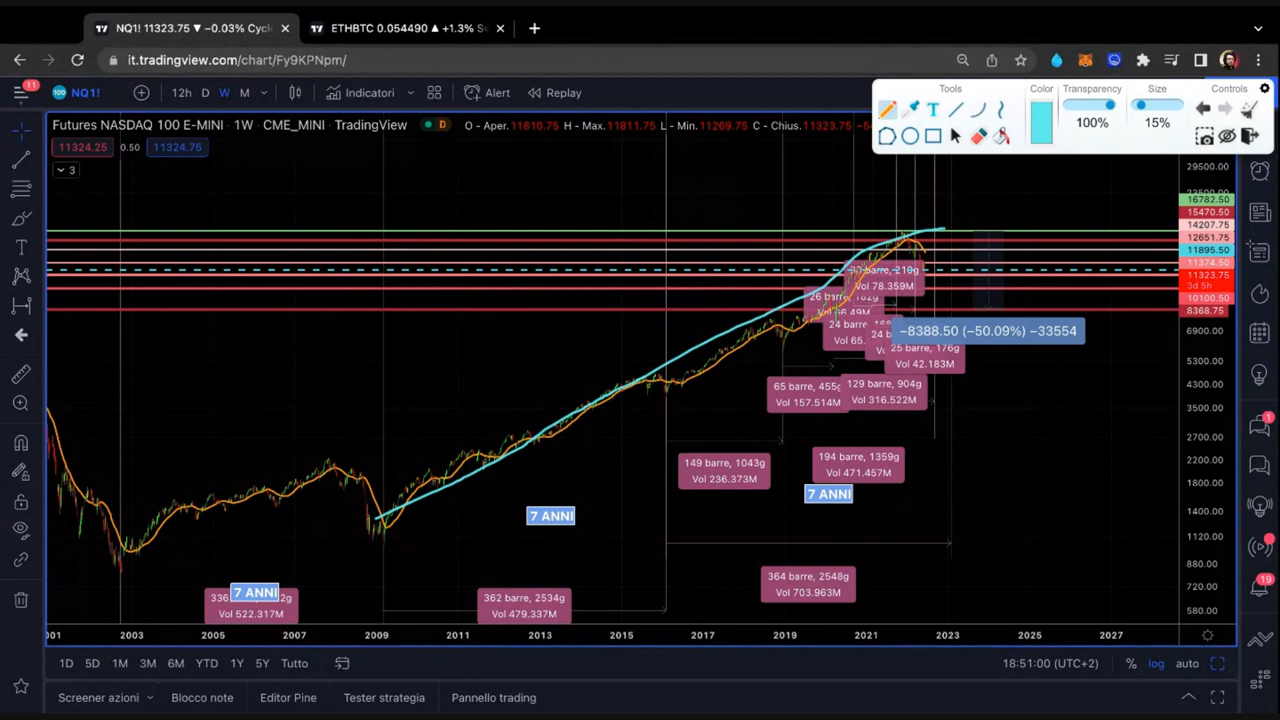 NQ1! 11323.75 ▼ −0.03% Cycle
ETHBTC 0.054490 ▲ +1.3% S
it.tradingview.com/chart/Fy9KPNpm/
11
100
NQ1!
12h D W M
Indicatori
Alert
Replay
Tools
Color
Transparency
Size
Controls
100%
15%
Futures NASDAQ 100 E-MINI · 1W · CME_MINI · TradingView
D
O - Aper.11810.75 H - Max.11811.75 L - Min.11269.75 C - Chius.11323.75
11324.25
0.50
11324.75
3
29500.00
16782.50
15470.50
14207.75
12651.75
11895.50
11374.50
11323.75
3d 5h
10100.50
8368.75
6900.00
5300.00
4300.00
3500.00
2700.00
2200.00
1800.00
1400.00
1120.00
880.00
720.00
580.00
Vol 78.359M
−8388.50 (−50.09%) −33554
25 barre, 176g
Vol 42.183M
65 barre, 455g
Vol 157.514M
129 barre, 904g
Vol 316.522M
149 barre, 1043g
Vol 236.373M
194 barre, 1359g
Vol 471.457M
7 ANNI
7 ANNI
7 ANNI
Vol 522.317M
362 barre, 2534g
Vol 479.337M
364 barre, 2548g
Vol 703.963M
001 2003 2005 2007 2009 2011 2013 2015 2017 2019 2021 2023 2025 2027
1D 5D 1M 3M 6M YTD 1Y 5Y Tutto
18:51:00 (UTC+2)
% log auto
Screener azioni
Blocco note
Editor Pine
Tester strategia
Pannello trading
1
19